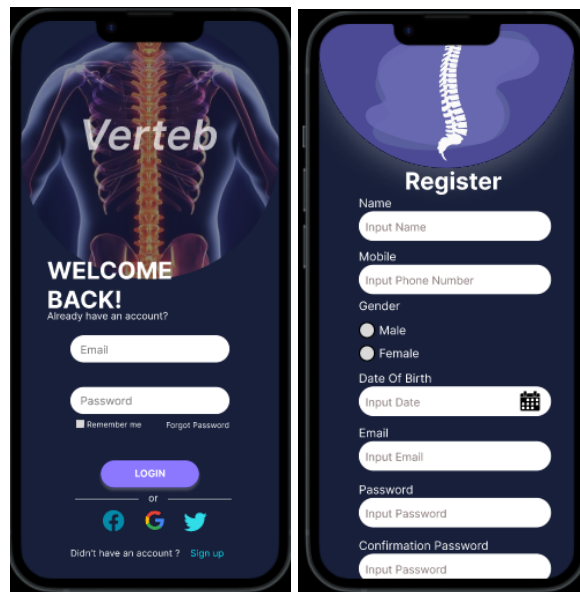 Verteb
WELCOME
BACK!
Already have an account?
Email
Password
Remember me
Forgot Password
LOGIN
or
Didn't have an account ?
Sign up
Register
Name
Input Name
Mobile
Input Phone Number
Gender
Male
Female
Date Of Birth
Input Date
Email
Input Email
Password
Input Password
Confirmation Password
Input Password